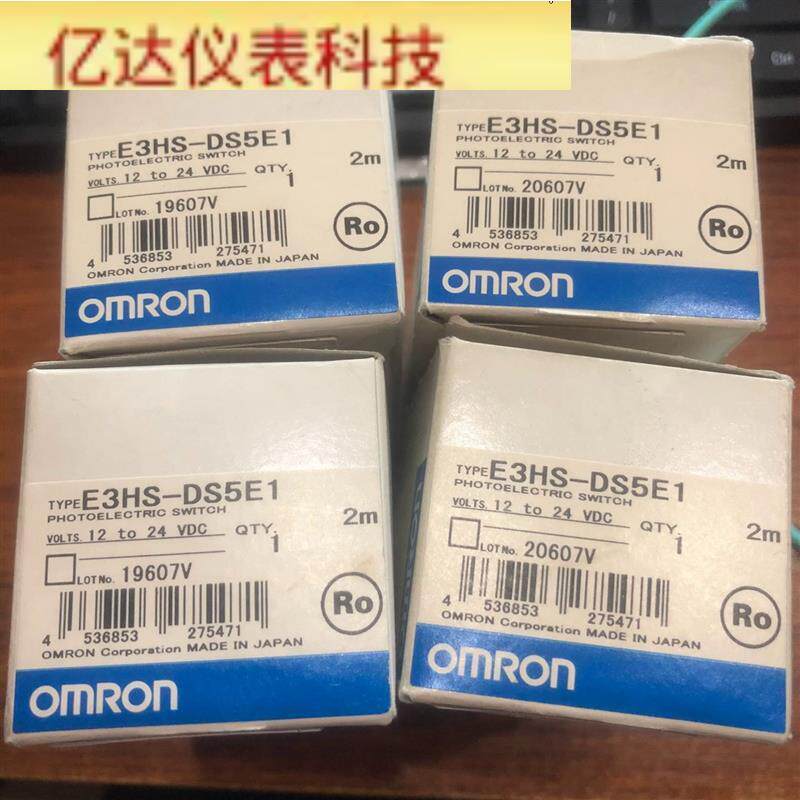 亿达仪表科技
TYPE E3HS-DS5E1
PHOTOELECTRIC SWITCH
VOLTS. 12 to 24 VDC QTY. 1 2m
LOT No. 19607V
Ro
4 536853 275471
OMRON Corporation MADE IN JAPAN
OMRON
TYPE E3HS-DS5E1
PHOTOELECTRIC SWITCH
VOLTS. 12 to 24 VDC QTY. 1 2m
LOT No. 20607V
Ro
4 536853 275471
OMRON Corporation MADE IN JAPAN
OMRON
TYPE E3HS-DS5E1
PHOTOELECTRIC SWITCH
VOLTS. 12 to 24 VDC QTY. 1 2m
LOT No. 19607V
Ro
4 536853 275471
OMRON Corporation MADE IN JAPAN
OMRON
TYPE E3HS-DS5E1
PHOTOELECTRIC SWITCH
VOLTS. 12 to 24 VDC QTY. 1 2m
LOT No. 20607V
Ro
4 536853 275471
OMRON Corporation MADE IN JAPAN
OMRON